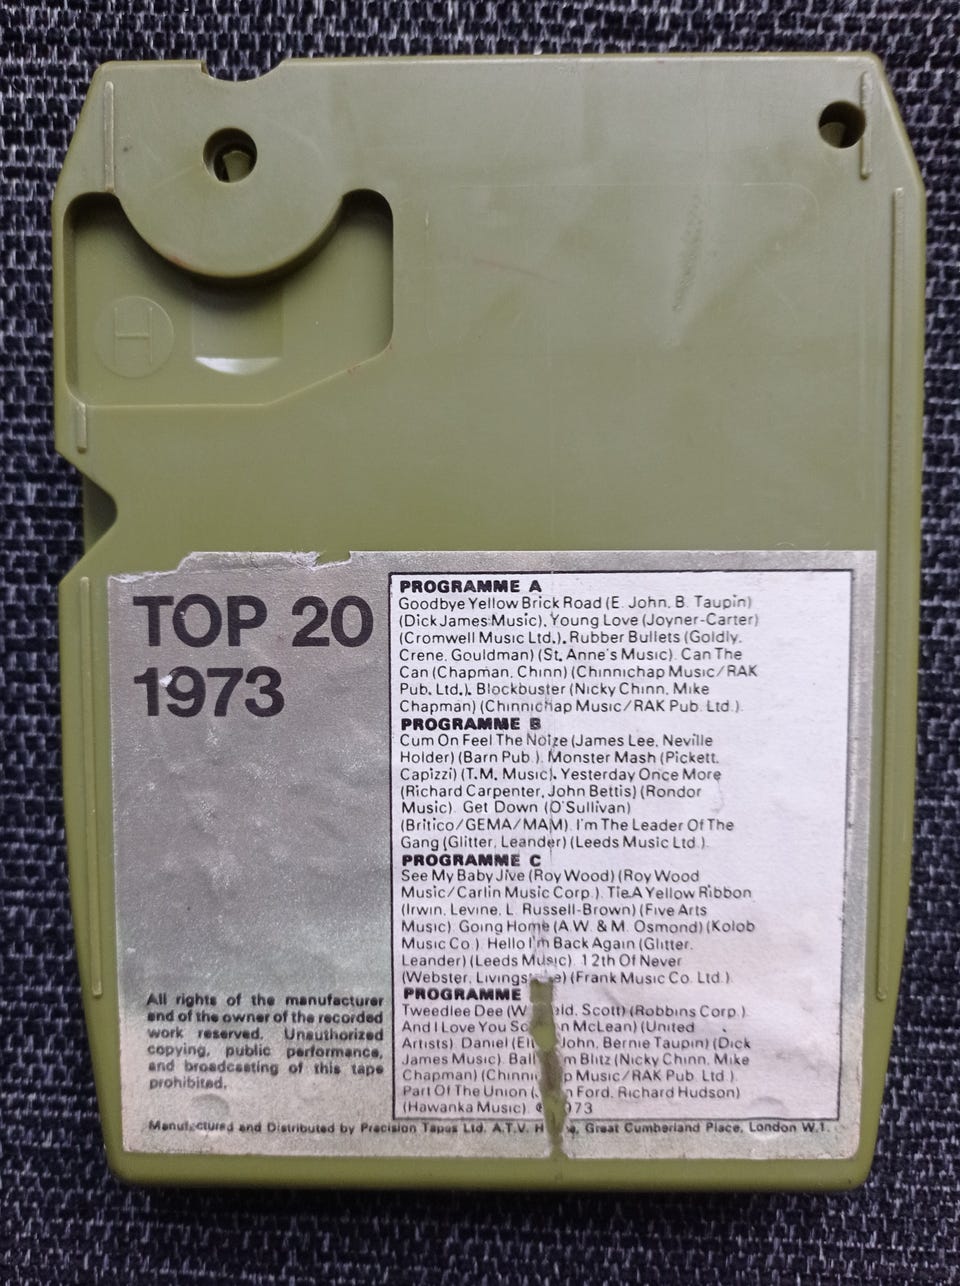 H
TOP 20
1973
All rights of the manufacturer
and of the owner of the recorded
work reserved. Unauthorized
copying, public performance,
and broadcasting of this tape
prohibited.
PROGRAMME A
Goodbye Yellow Brick Road (E. John, B. Taupin)
(Dick James Music). Young Love (Joyner-Carter)
(Cromwell Music Ltd.). Rubber Bullets (Goldly,
Crene, Gouldman) (St. Anne's Music). Can The
Can (Chapman, Chinn) (Chinnichap Music/RAK
Pub. Ltd.). Blockbuster (Nicky Chinn, Mike
Chapman) (Chinnichap Music/RAK Pub. Ltd.).
PROGRAMME B
Cum On Feel The Noize (James Lee, Neville
Holder) (Barn Pub.). Monster Mash (Pickett,
Capizzi) (T.M. Music). Yesterday Once More
(Richard Carpenter, John Bettis) (Rondor
Music). Get Down (O'Sullivan)
(Britico/GEMA/MAM). I'm The Leader Of The
Gang (Glitter, Leander) (Leeds Music Ltd.).
PROGRAMME C
See My Baby Jive (Roy Wood) (Roy Wood
Music/Carlin Music Corp.). Tie A Yellow Ribbon
(Irwin, Levine, L. Russell-Brown) (Five Arts
Music). Going Home (A.W. & M. Osmond) (Kolob
Music Co.). Hello I'm Back Again (Glitter,
Leander) (Leeds Music). 12th Of Never
(Webster, (Frank Music Co. Ltd.).
PROGRAMME
Tweedlee Dee Scott) (Robbins Corp.).
And I Love You So McLean) (United
Artists). Daniel John, Bernie Taupin) (Dick
James Music). Blitz (Nicky Chinn, Mike
Chapman) Music/RAK Pub. Ltd.).
Part Of The Union Ford, Richard Hudson)
(Hawanka Music).
Manufactured and Distributed by Precision Tapes Ltd. A.T.V. Great Cumberland Place, London W.1.